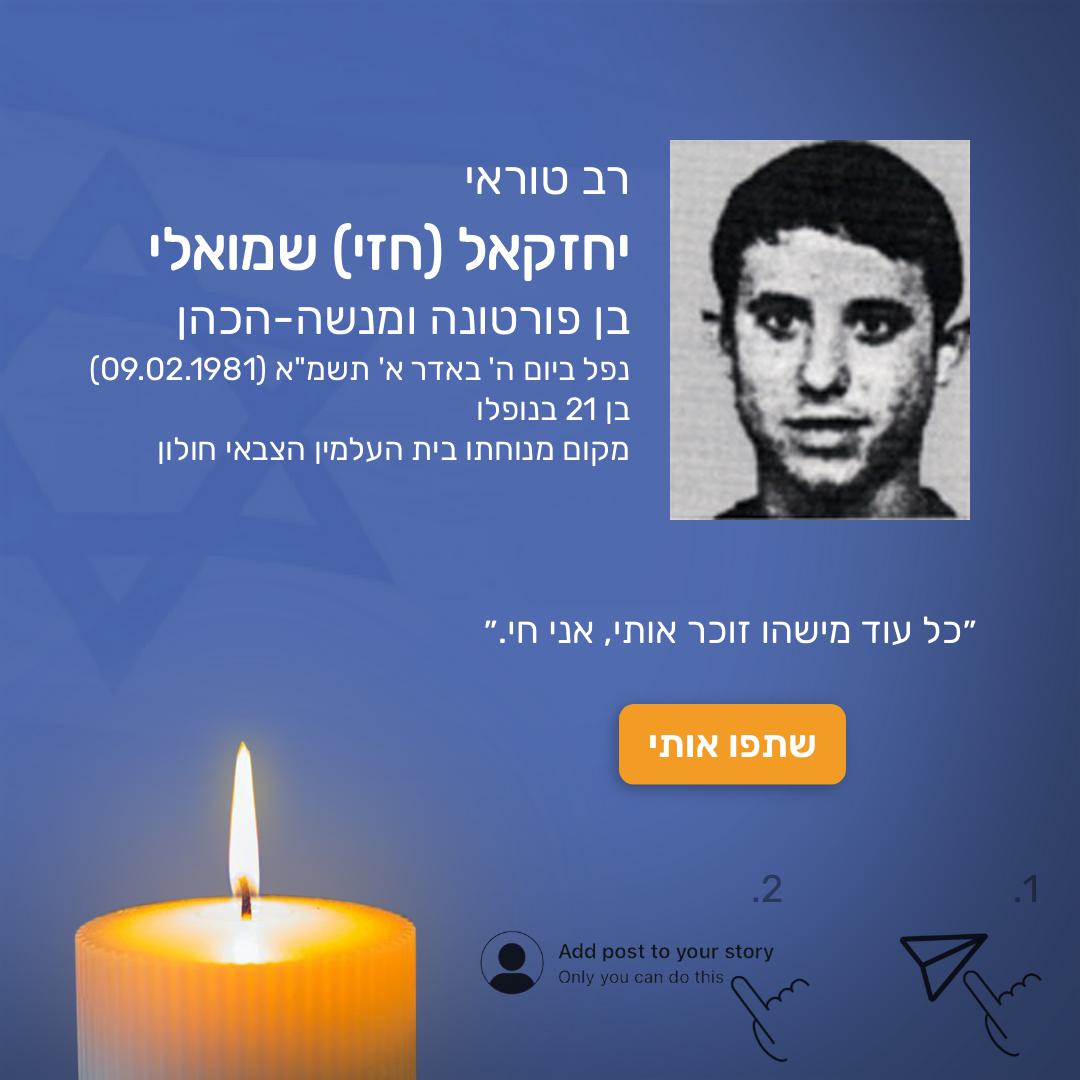 רב טוראי
יחזקאל (חזי) שמואלי
בן פורטונה ומנשה-הכהן
נפל ביום ה' באדר א' תשמ"א (09.02.1981)
בן 21 בנופלו
מקום מנוחתו בית העלמין הצבאי חולון
״כל עוד מישהו זוכר אותי, אני חי.״
שתפו אותי
1.
2.
Add post to your story
Only you can do this